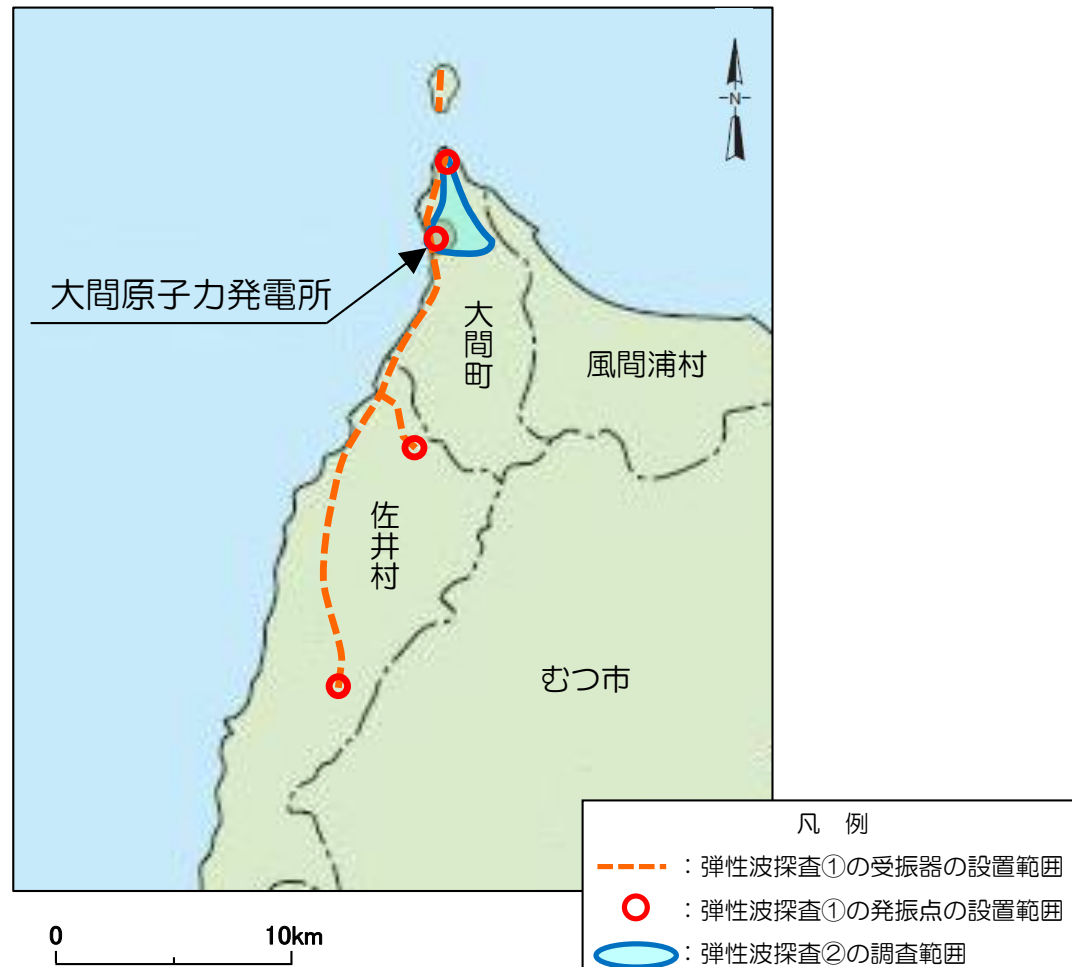 N
大間原子力発電所
大間町
風間浦村
佐井村
むつ市
凡 例
：弾性波探査①の受振器の設置範囲
：弾性波探査①の発振点の設置範囲
：弾性波探査②の調査範囲
0 10km